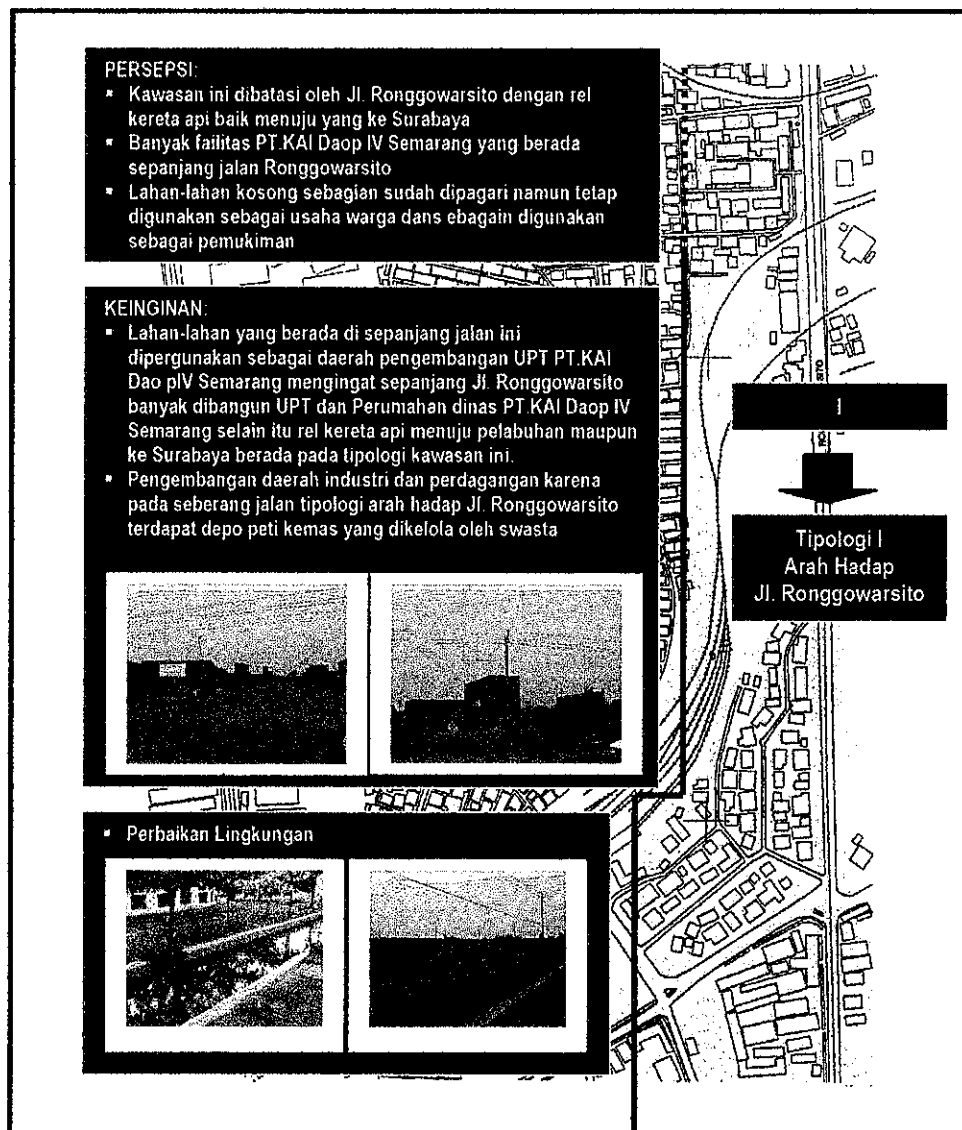 PERSEPSI:
▪ Kawasan ini dibatasi oleh Jl. Ronggowarsito dengan rel
kereta api baik menuju yang ke Surabaya
▪ Banyak failitas PT.KAI Daop IV Semarang yang berada
sepanjang jalan Ronggowarsito
▪ Lahan-lahan kosong sebagian sudah dipagari namun tetap
digunakan sebagai usaha warga dans ebagain digunakan
sebagai pemukiman
KEINGINAN:
▪ Lahan-lahan yang berada di sepanjang jalan ini
dipergunakan sebagai daerah pengembangan UPT PT.KAI
Dao pIV Semarang mengingat sepanjang Jl. Ronggowarsito
banyak dibangun UPT dan Perumahan dinas PT.KAI Daop IV
Semarang selain itu rel kereta api menuju pelabuhan maupun
ke Surabaya berada pada tipologi kawasan ini.
▪ Pengembangan daerah industri dan perdagangan karena
pada seberang jalan tipologi arah hadap Jl. Ronggowarsito
terdapat depo peti kemas yang dikelola oleh swasta
▪ Perbaikan Lingkungan
I
Tipologi I
Arah Hadap
Jl. Ronggowarsito